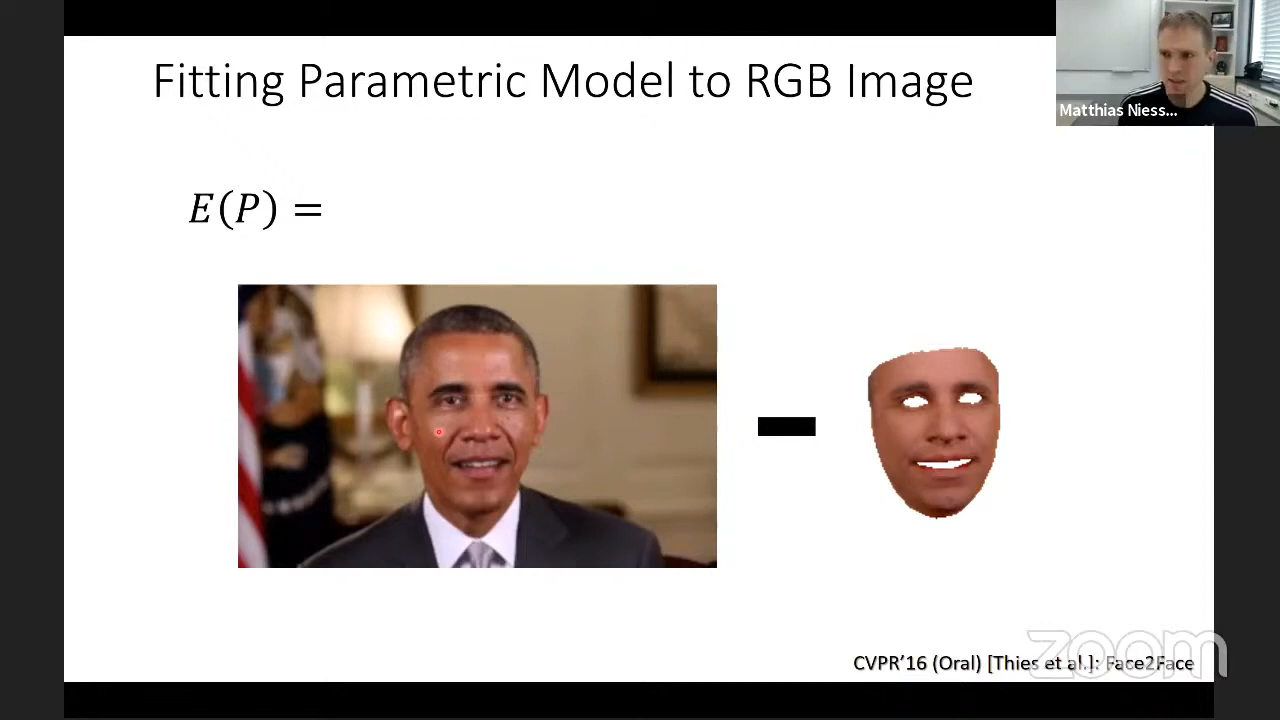 Fitting Parametric Model to RGB Image
Matthias Niess...
E(P) =
zoom
CVPR'16 (Oral) [Thies et al.]: Face2Face